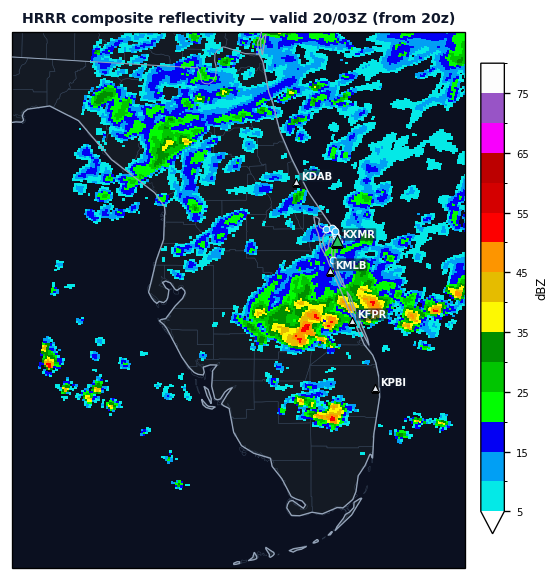 HRRR composite reflectivity — valid 20/03Z (from 20z)
KDAB
KXMR
KMLB
KFPR
KPBI
75
65
55
45
35
25
15
5
dBZ